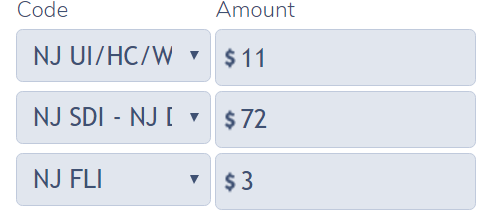 Code Amount
NJ UI/HC/W ▼ $ 11
NJ SDI - NJ ▼ $ 72
NJ FLI ▼ $ 3